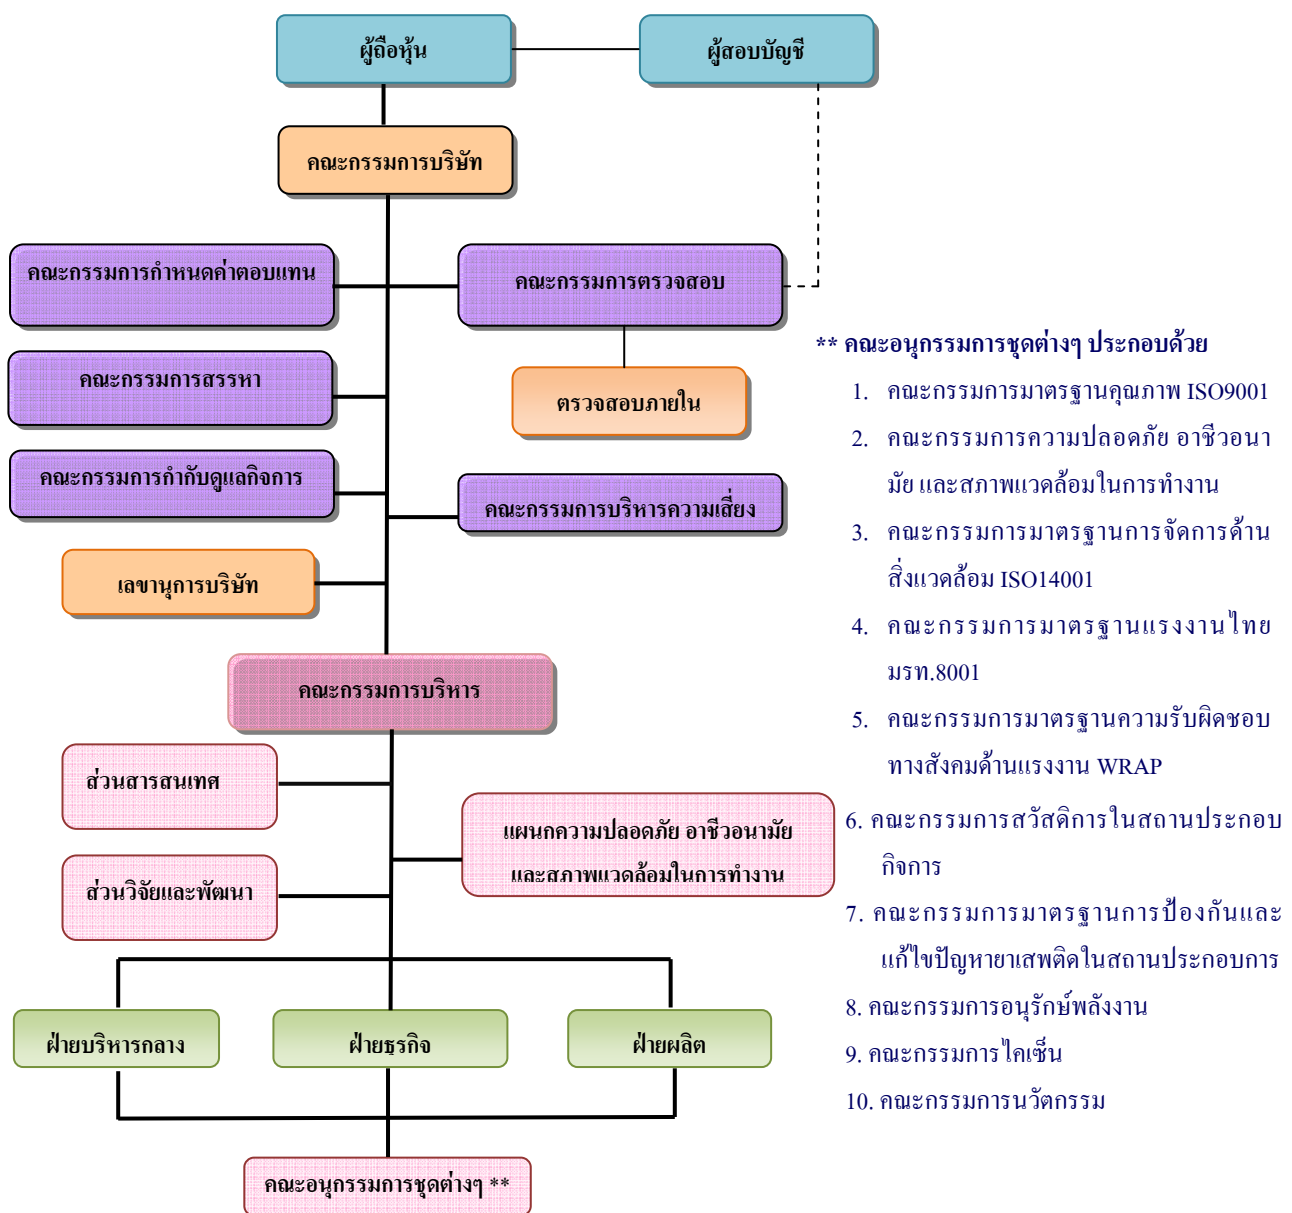 ผู้ถือหุ้น
ผู้สอบบัญชี
คณะกรรมการบริษัท
คณะกรรมการกำหนดค่าตอบแทน
คณะกรรมการตรวจสอบ
คณะกรรมการสรรหา
ตรวจสอบภายใน
คณะกรรมการกำกับดูแลกิจการ
คณะกรรมการบริหารความเสี่ยง
เลขานุการบริษัท
คณะกรรมการบริหาร
ส่วนสารสนเทศ
แผนกความปลอดภัย อาชีวอนามัย
และสภาพแวดล้อมในการทำงาน
ส่วนวิจัยและพัฒนา
ฝ่ายบริหารกลาง
ฝ่ายธุรกิจ
ฝ่ายผลิต
คณะอนุกรรมการชุดต่างๆ **
** คณะอนุกรรมการชุดต่างๆ ประกอบด้วย
1. คณะกรรมการมาตรฐานคุณภาพ ISO9001
2. คณะกรรมการความปลอดภัย อาชีวอนา
มัย และสภาพแวดล้อมในการทำงาน
3. คณะกรรมการมาตรฐานการจัดการด้าน
สิ่งแวดล้อม ISO14001
4. คณะกรรมการมาตรฐานแรงงานไทย
มรท.8001
5. คณะกรรมการมาตรฐานความรับผิดชอบ
ทางสังคมด้านแรงงาน WRAP
6. คณะกรรมการสวัสดิการในสถานประกอบ
กิจการ
7. คณะกรรมการมาตรฐานการป้องกันและ
แก้ไขปัญหายาเสพติดในสถานประกอบการ
8. คณะกรรมการอนุรักษ์พลังงาน
9. คณะกรรมการไคเซ็น
10. คณะกรรมการนวัตกรรม